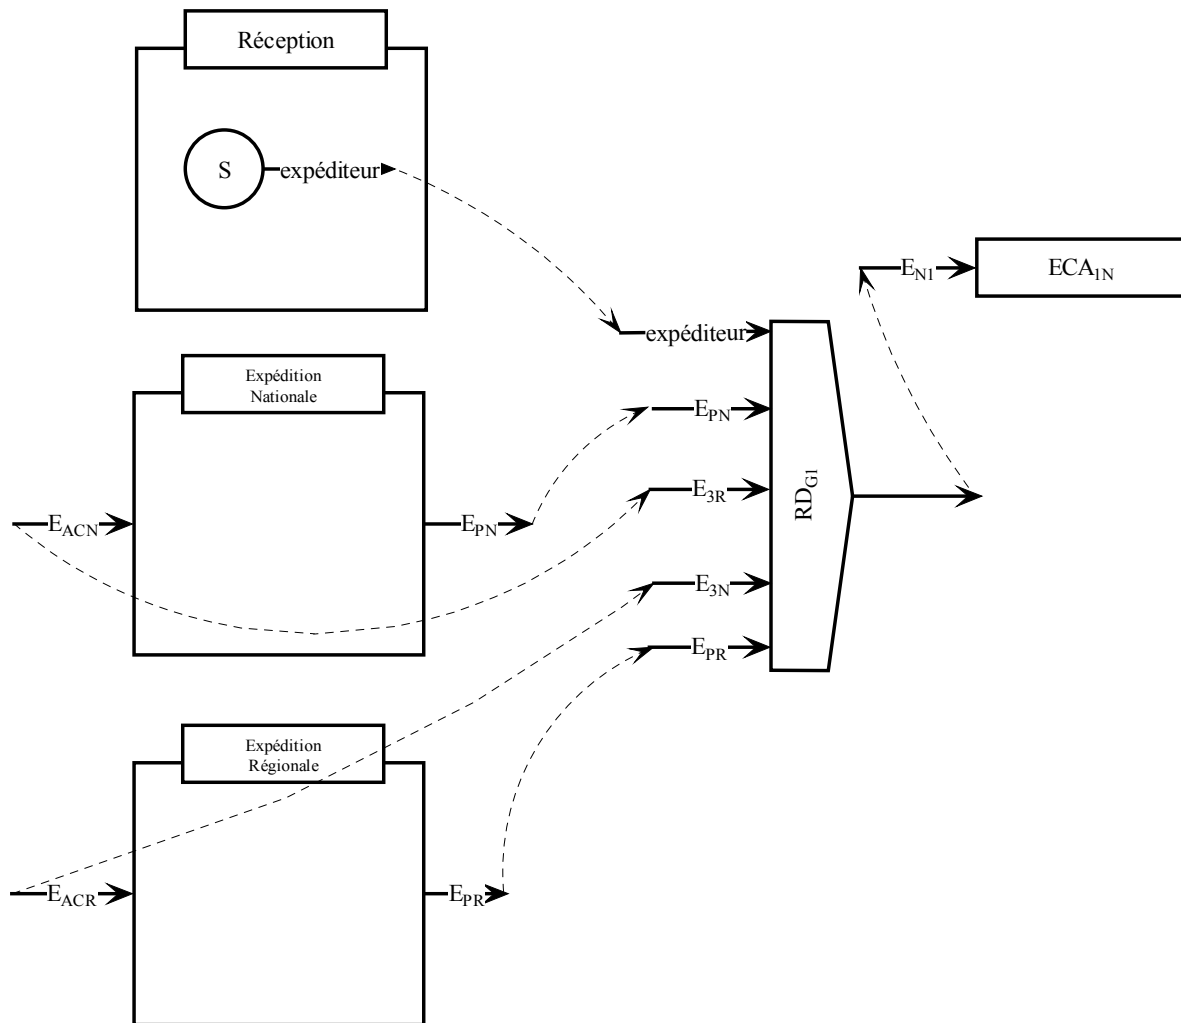 Réception
S
expéditeur
E_N1
ECA_1N
expéditeur
Expédition
Nationale
E_PN
E_3R
RD_G1
E_ACN
E_PN
E_3N
E_PR
Expédition
Régionale
E_ACR
E_PR